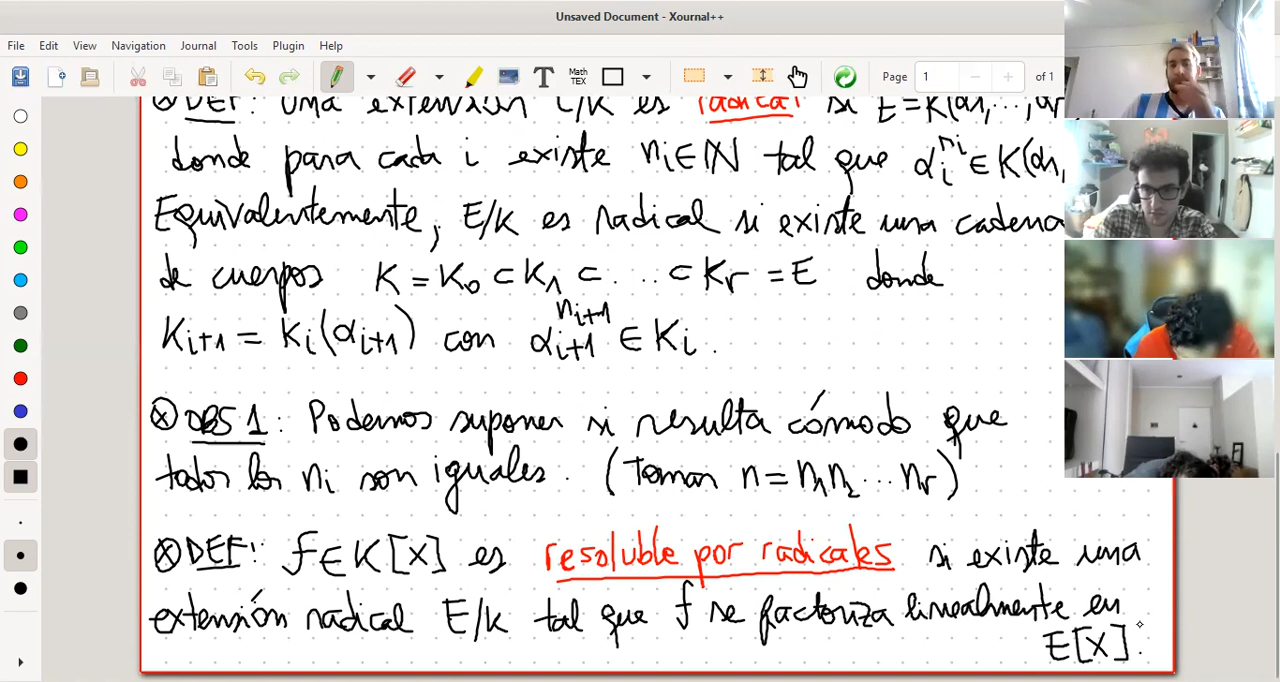 Unsaved Document - Xournal++
File Edit View Navigation Journal Tools Plugin Help
Math TEX Page 1 of 1
⊗ DEF: Una extensión E/K es radical si E=K(α1,…,αr
donde para cada i existe ni∈ℕ tal que αi^ni ∈ K(α1,
Equivalentemente, E/K es radical si existe una cadena
de cuerpos K = K0 ⊂ K1 ⊂ … ⊂ Kr = E donde
Ki+1 = Ki(αi+1) con αi+1^ni+1 ∈ Ki.
⊗ OBS 1: Podemos suponer si resulta cómodo que
todos los ni son iguales. (Tomar n = n1n2 … nr)
⊗ DEF: f∈K[X] es resoluble por radicales si existe una
extensión radical E/K tal que f se factoriza linealmente en
E[X].